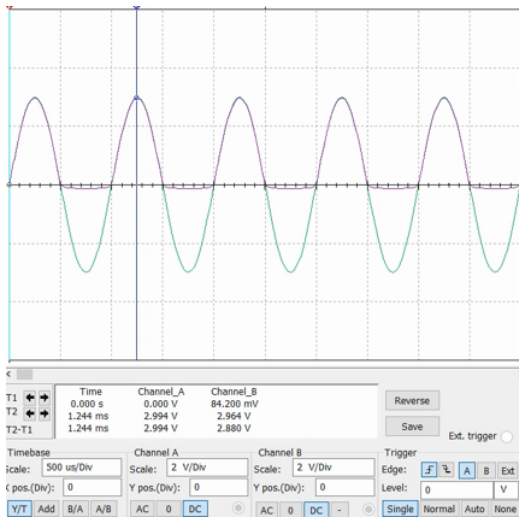 Time Channel_A Channel_B
T1 0.000 s 0.000 V 84.200 mV
T2 1.244 ms 2.994 V 2.964 V
T2-T1 1.244 ms 2.994 V 2.880 V
Reverse
Save
Ext. trigger
Timebase
Scale: 500 us/Div
X pos.(Div): 0
Y/T Add B/A A/B
Channel A
Scale: 2 V/Div
Y pos.(Div): 0
AC 0 DC
Channel B
Scale: 2 V/Div
Y pos.(Div): 0
AC 0 DC -
Trigger
Edge: A B Ext
Level: 0 V
Single Normal Auto None